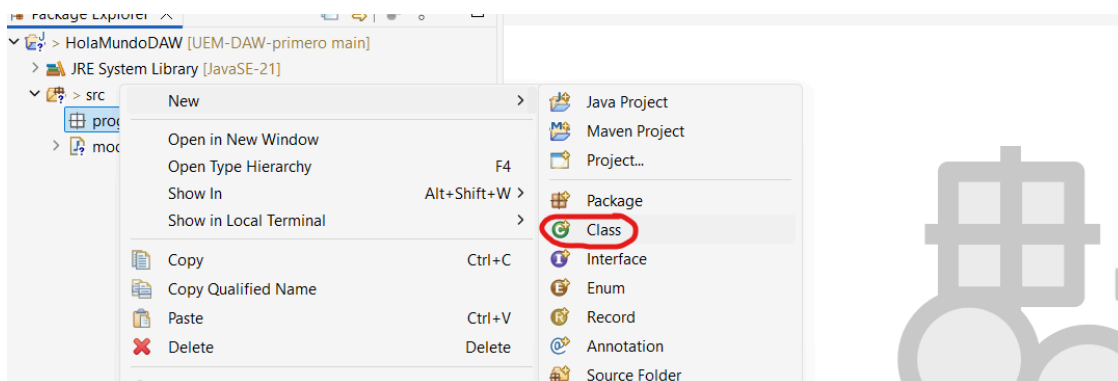 Package Explorer
> HolaMundoDAW [UEM-DAW-primero main]
JRE System Library [JavaSE-21]
> src
New
Open in New Window
Open Type Hierarchy F4
Show In Alt+Shift+W >
Show in Local Terminal
Copy Ctrl+C
Copy Qualified Name
Paste Ctrl+V
Delete Delete
Java Project
Maven Project
Project...
Package
Class
Interface
Enum
Record
Annotation
Source Folder